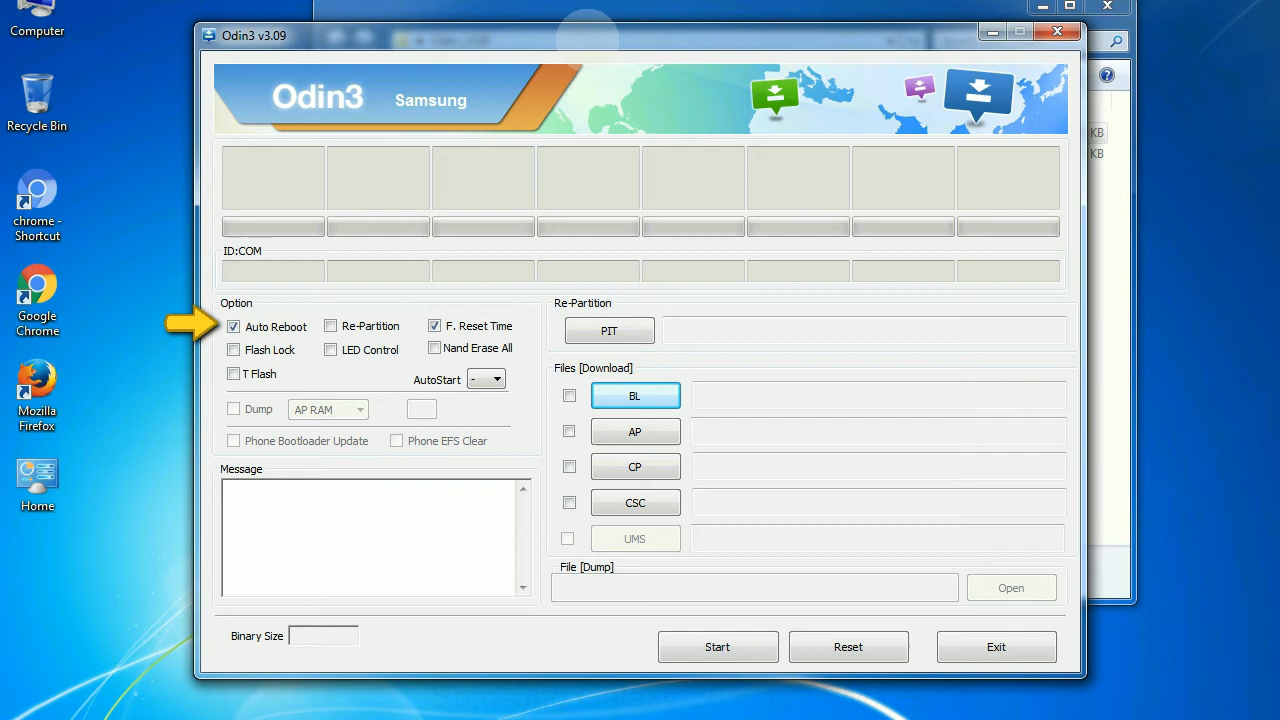 Computer
Recycle Bin
chrome -
Shortcut
Google
Chrome
Mozilla
Firefox
Home
Odin3 v3.09
Odin3 Samsung
ID:COM
Option
Auto Reboot Re-Partition F. Reset Time
Flash Lock LED Control Nand Erase All
T Flash AutoStart -
Dump AP RAM
Phone Bootloader Update Phone EFS Clear
Message
Re-Partition
PIT
Files [Download]
BL
AP
CP
CSC
UMS
File [Dump]
Open
Binary Size
Start Reset Exit
KB
KB